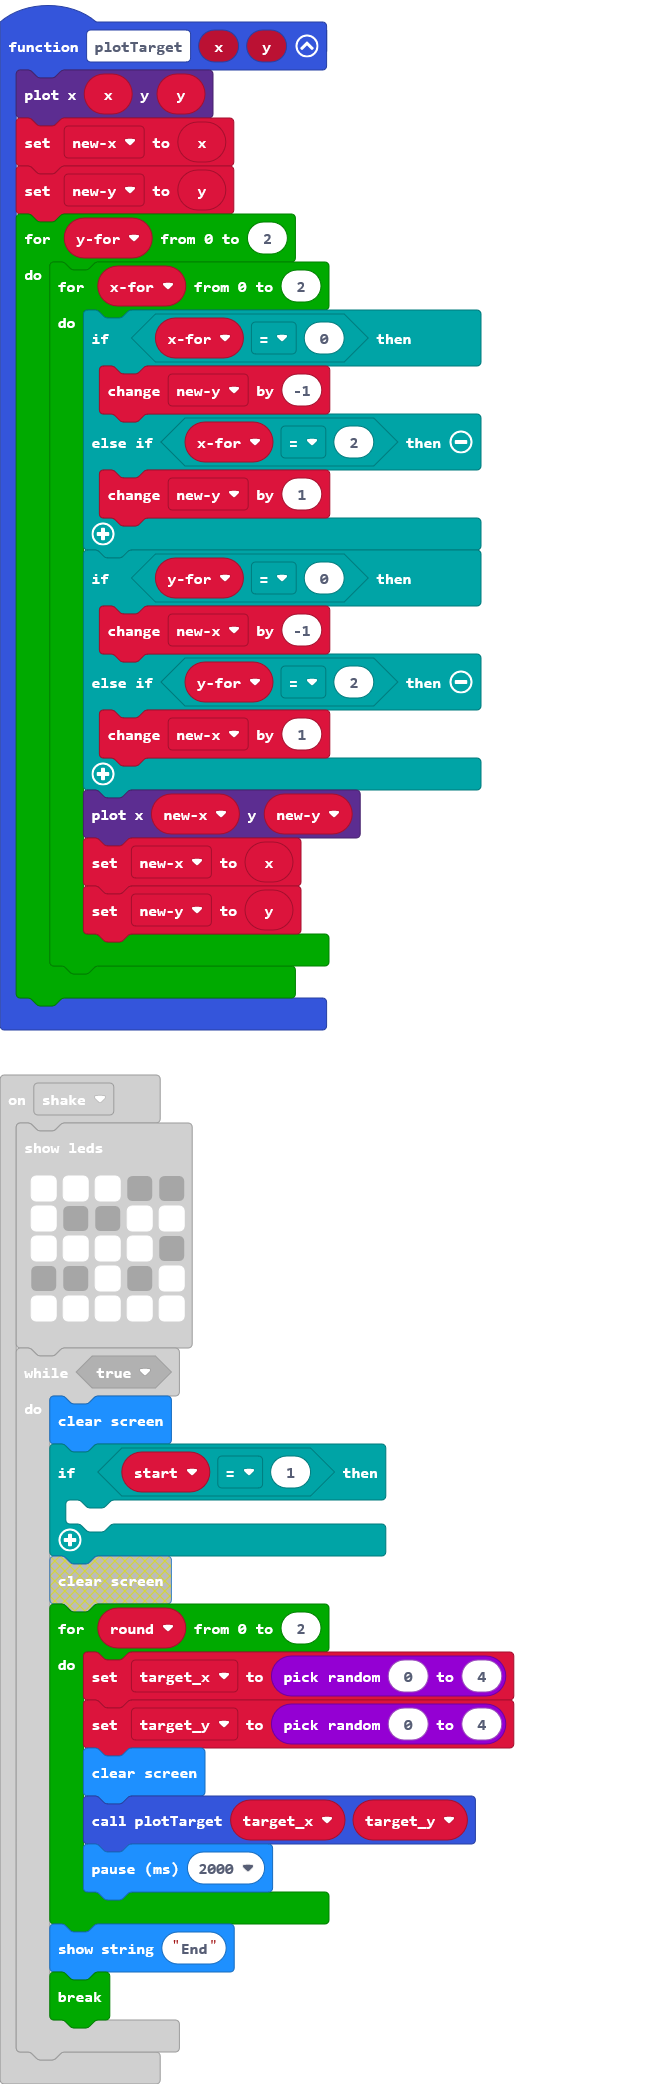 function plotTarget x y
plot x x y y
set new-x to x
set new-y to y
for y-for from 0 to 2
do
for x-for from 0 to 2
do
if x-for = 0 then
change new-y by -1
else if x-for = 2 then
change new-y by 1
if y-for = 0 then
change new-x by -1
else if y-for = 2 then
change new-x by 1
plot x new-x y new-y
set new-x to x
set new-y to y
on shake
show leds
while true
do
clear screen
if start = 1 then
clear screen
for round from 0 to 2
do
set target_x to pick random 0 to 4
set target_y to pick random 0 to 4
clear screen
call plotTarget target_x target_y
pause (ms) 2000
show string "End"
break